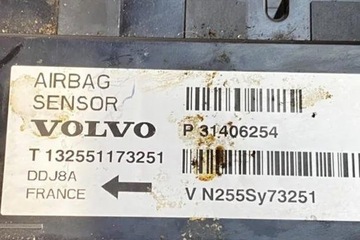 AIRBAG
SENSOR
VOLVO P 31406254
T 132551173251
DDJ8A
FRANCE V N255Sy73251